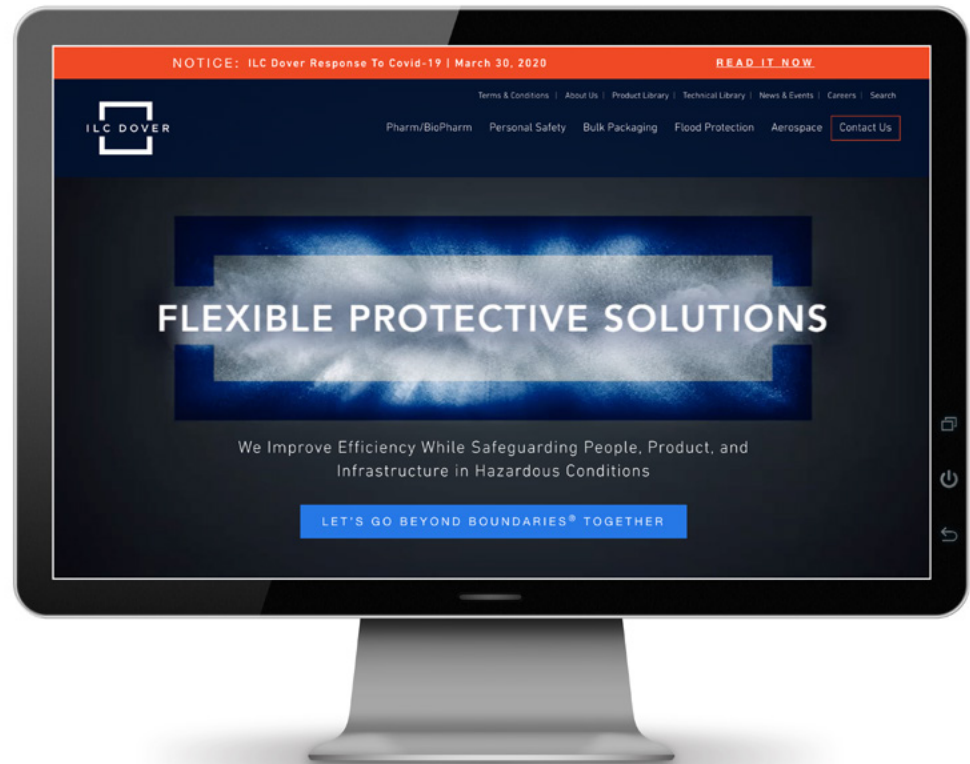 NOTICE: ILC Dover Response To Covid-19 | March 30, 2020 READ IT NOW
Terms & Conditions | About Us | Product Library | Technical Library | News & Events | Careers | Search
ILC DOVER
Pharm/BioPharm Personal Safety Bulk Packaging Flood Protection Aerospace Contact Us
FLEXIBLE PROTECTIVE SOLUTIONS
We Improve Efficiency While Safeguarding People, Product, and
Infrastructure in Hazardous Conditions
LET'S GO BEYOND BOUNDARIES® TOGETHER